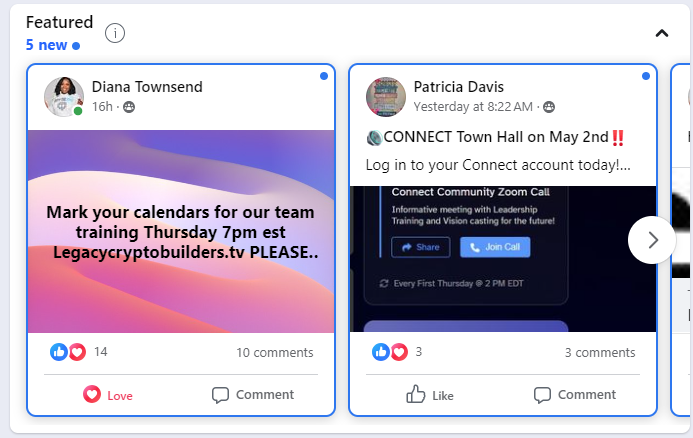 Featured
5 new
Diana Townsend
16h
Mark your calendars for our team
training Thursday 7pm est
Legacycryptobuilders.tv PLEASE..
14
10 comments
Love
Comment
Patricia Davis
Yesterday at 8:22 AM
CONNECT Town Hall on May 2nd‼️
Log in to your Connect account today!...
Connect Community Zoom Call
Informative meeting with Leadership
Training and Vision casting for the future!
Share
Join Call
Every First Thursday @ 2 PM EDT
3
3 comments
Like
Comment